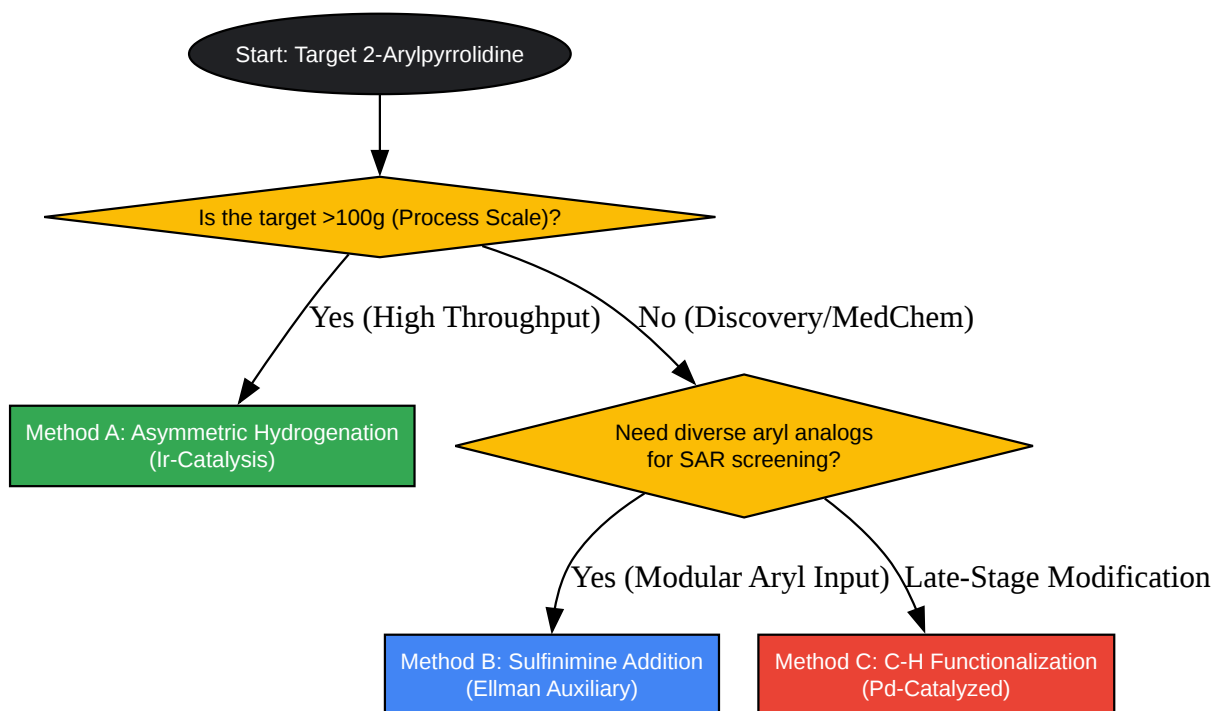 Start: Target 2-Arylpyrrolidine
Is the target >100g (Process Scale)?
Yes (High Throughput)
No (Discovery/MedChem)
Method A: Asymmetric Hydrogenation
(Ir-Catalysis)
Need diverse aryl analogs
for SAR screening?
Yes (Modular Aryl Input)
Late-Stage Modification
Method B: Sulfinimine Addition
(Ellman Auxiliary)
Method C: C-H Functionalization
(Pd-Catalyzed)